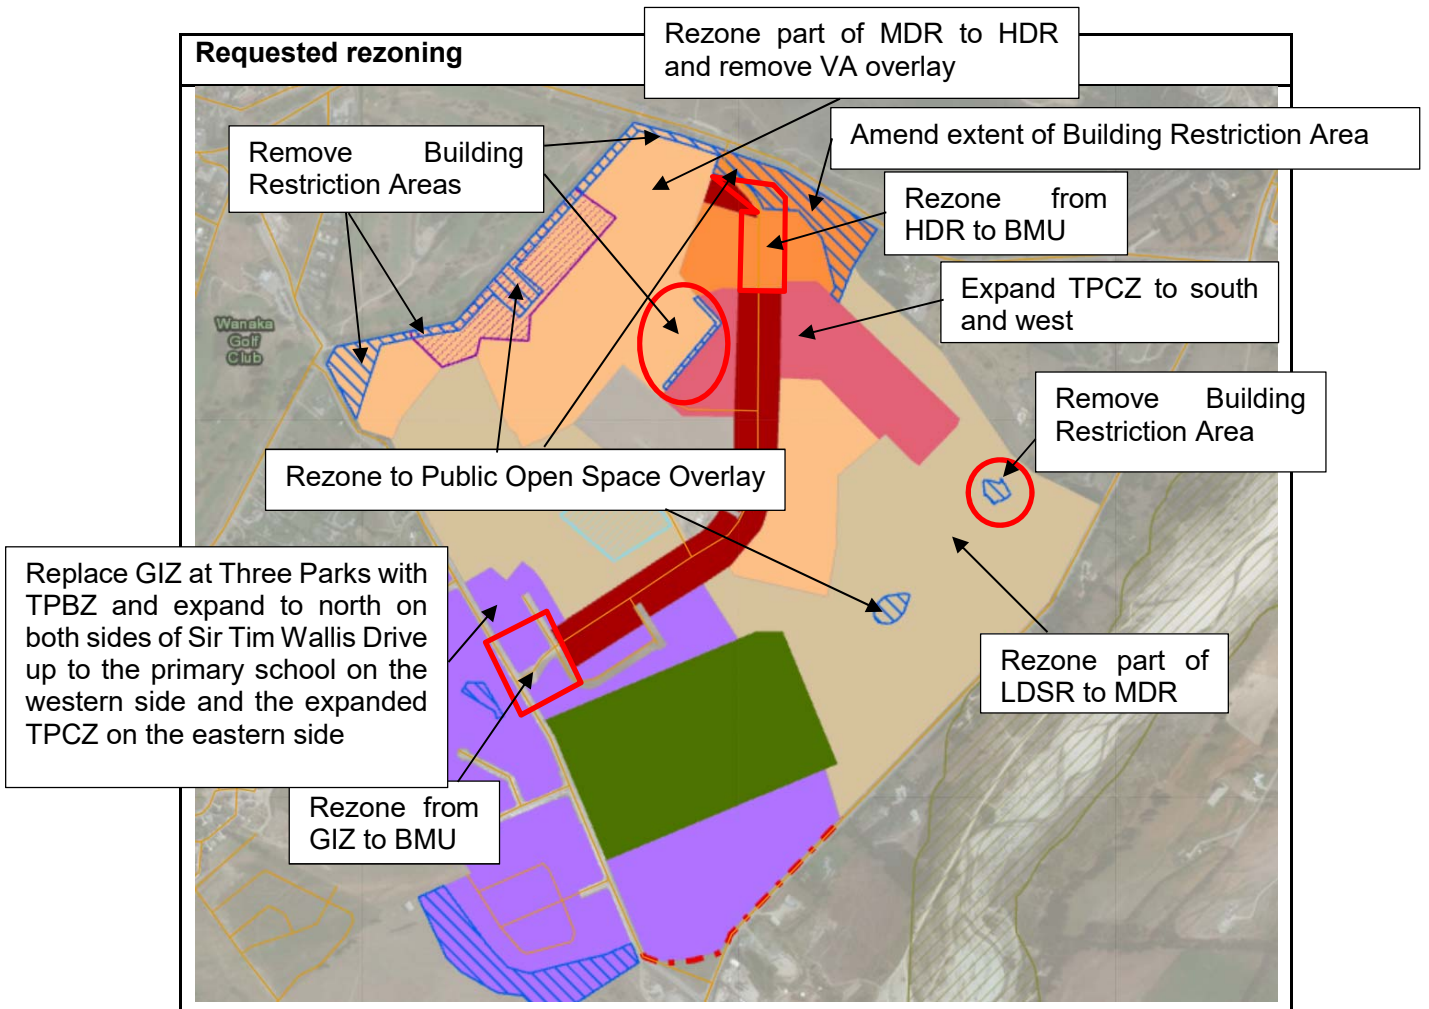 Requested rezoning
Rezone part of MDR to HDR
and remove VA overlay
Amend extent of Building Restriction Area
Remove Building
Restriction Areas
Rezone from
HDR to BMU
Expand TPCZ to south
and west
Wanaka
Golf
Club
Remove Building
Restriction Area
Rezone to Public Open Space Overlay
Replace GIZ at Three Parks with
TPBZ and expand to north on
both sides of Sir Tim Wallis Drive
up to the primary school on the
western side and the expanded
TPCZ on the eastern side
Rezone part of
LDSR to MDR
Rezone from
GIZ to BMU